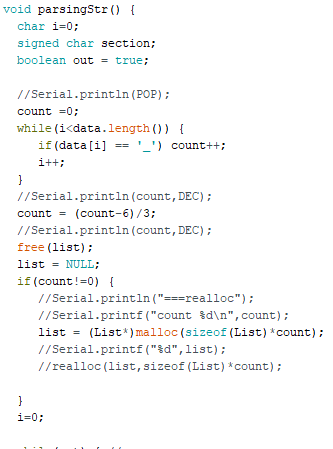 void parsingStr() {
char i=0;
signed char section;
boolean out = true;
//Serial.println(POP);
count =0;
while(i<data.length()) {
if(data[i] == '_') count++;
i++;
}
//Serial.println(count,DEC);
count = (count-6)/3;
//Serial.println(count,DEC);
free(list);
list = NULL;
if(count!=0) {
//Serial.println("===realloc");
//Serial.printf("count %d\n",count);
list = (List*)malloc(sizeof(List)*count);
//Serial.printf("%d",list);
//realloc(list,sizeof(List)*count);
}
i=0;